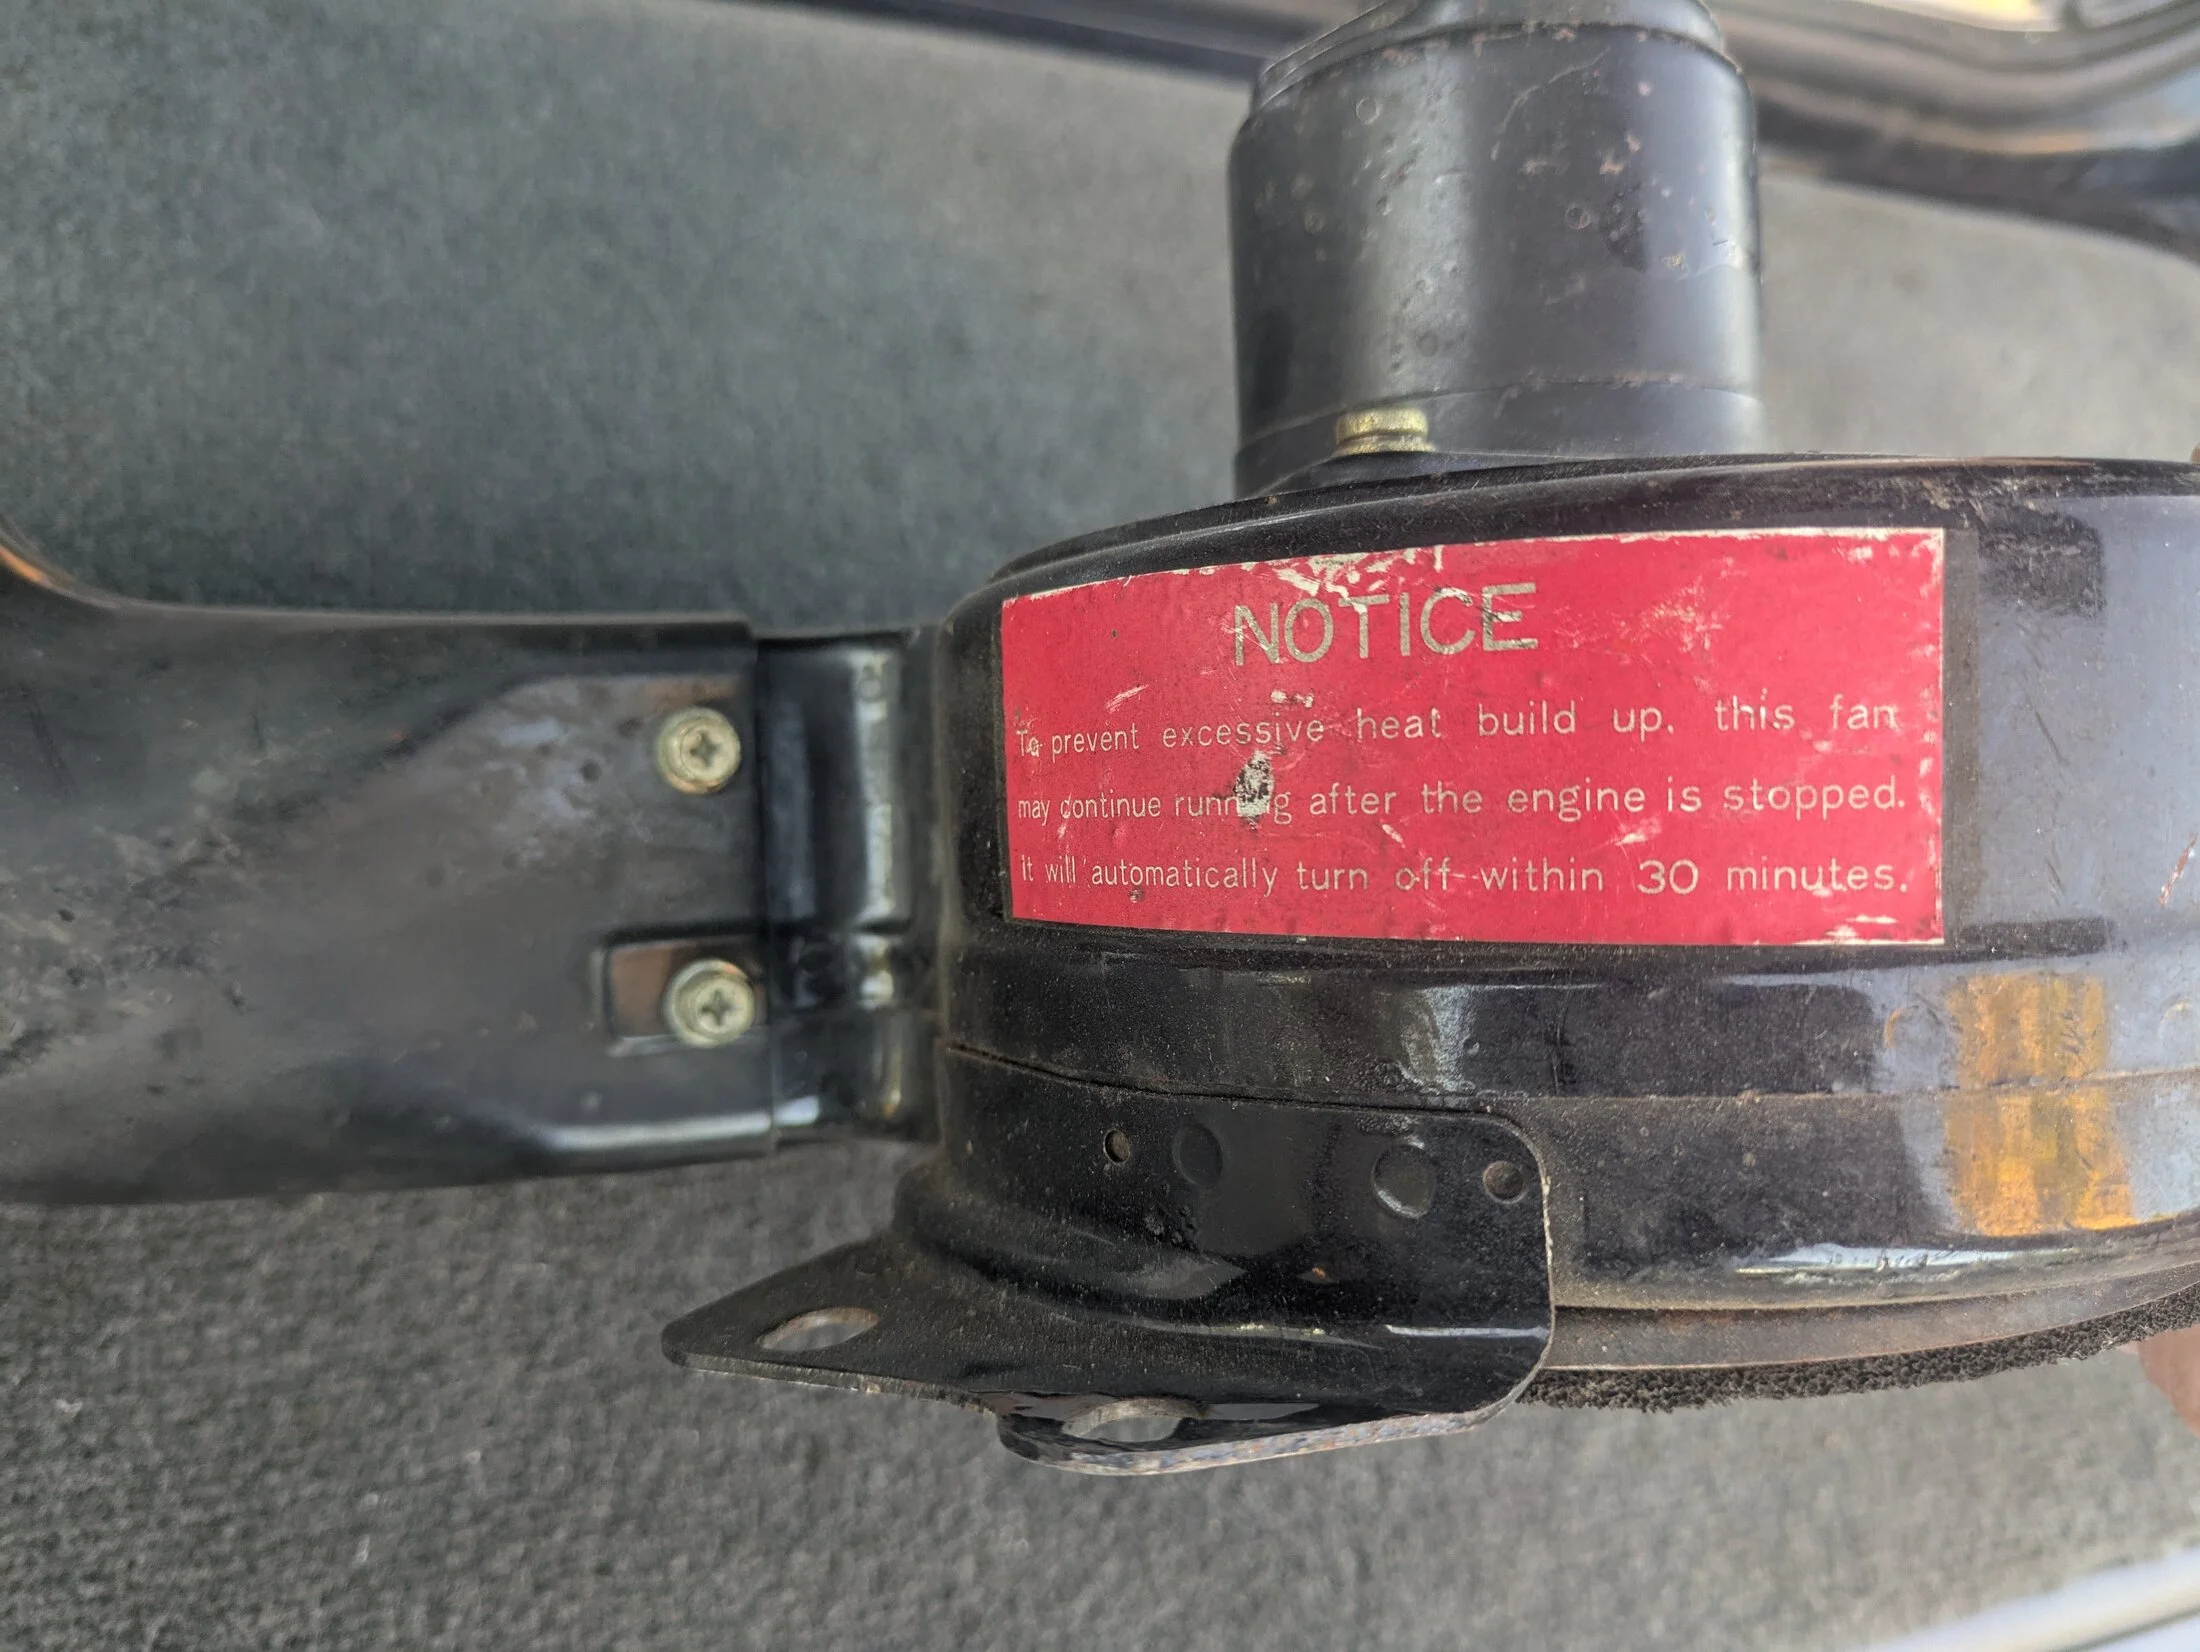 NOTICE
To prevent excessive heat build up, this fan
may continue running after the engine is stopped.
It will automatically turn off within 30 minutes.